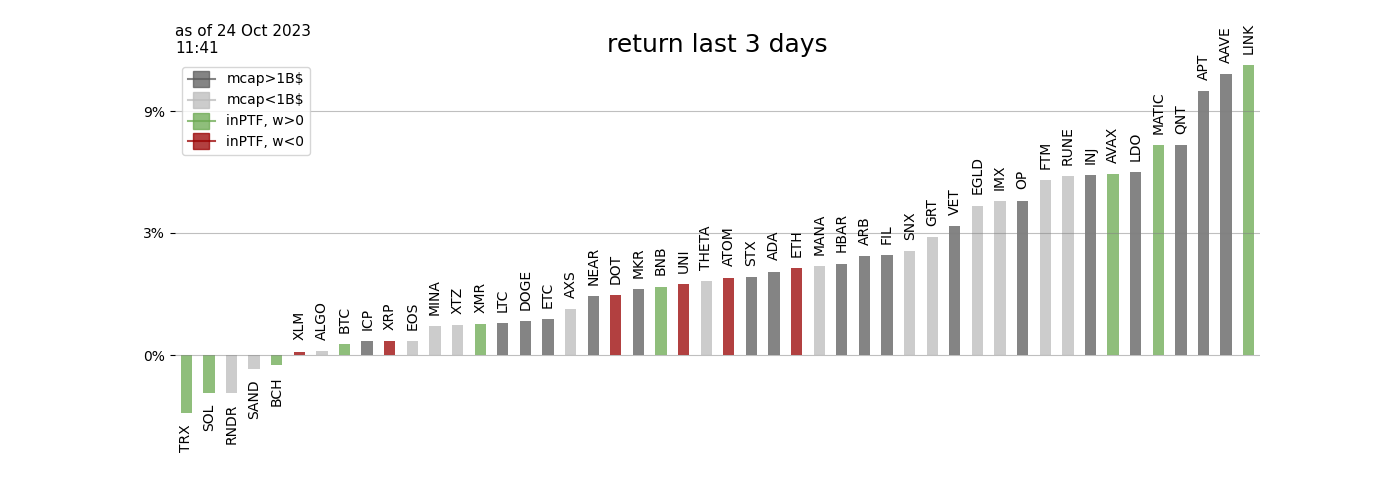 as of 24 Oct 2023
11:41
return last 3 days
mcap>1B$
mcap<1B$
inPTF, w>0
inPTF, w<0
9%
3%
0%
TRX
SOL
RNDR
SAND
BCH
XLM
ALGO
BTC
ICP
XRP
EOS
MINA
XTZ
XMR
LTC
DOGE
ETC
AXS
NEAR
DOT
MKR
BNB
UNI
THETA
ATOM
STX
ADA
ETH
MANA
HBAR
ARB
FIL
SNX
GRT
VET
EGLD
IMX
OP
FTM
RUNE
INJ
AVAX
LDO
MATIC
QNT
APT
AAVE
LINK